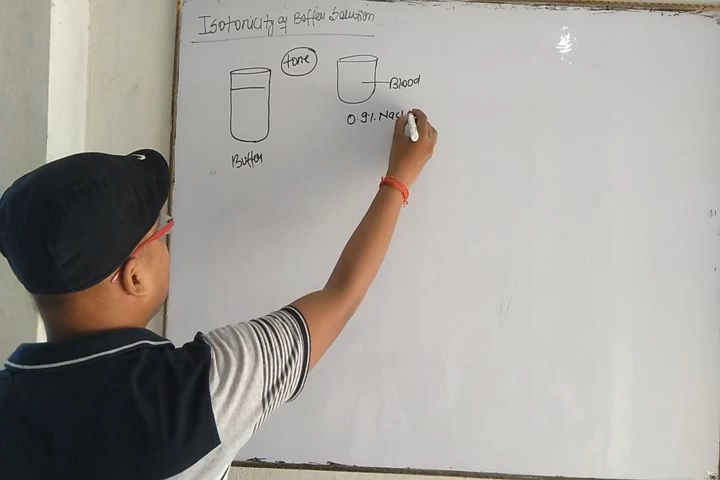 Isotonicity of Buffer Solution
tone
Blood
0.9%. Nacl
Buffer